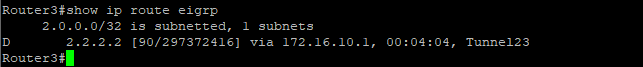 Router3#show ip route eigrp
     2.0.0.0/32 is subnetted, 1 subnets
D       2.2.2.2 [90/297372416] via 172.16.10.1, 00:04:04, Tunnel23
Router3#